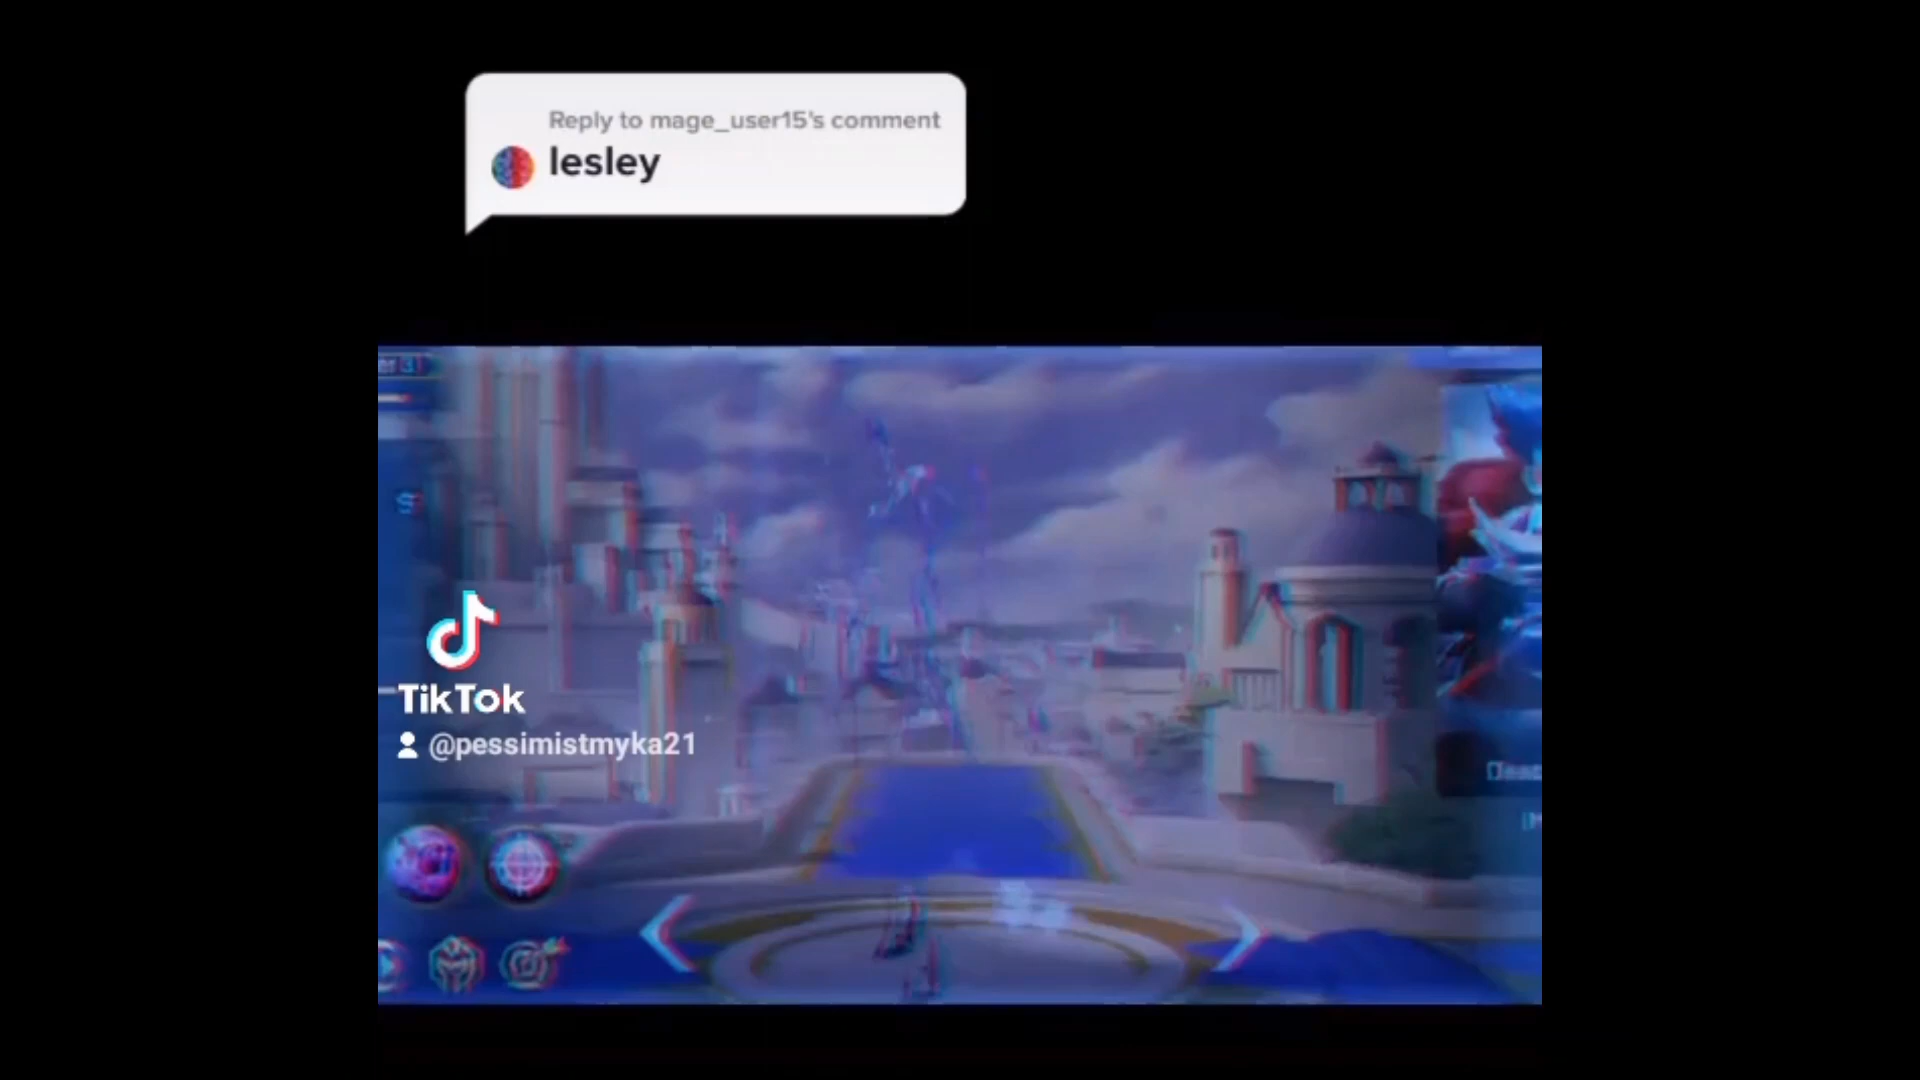 Reply to mage_user15's comment
lesley
TikTok
@pessimistmyka21